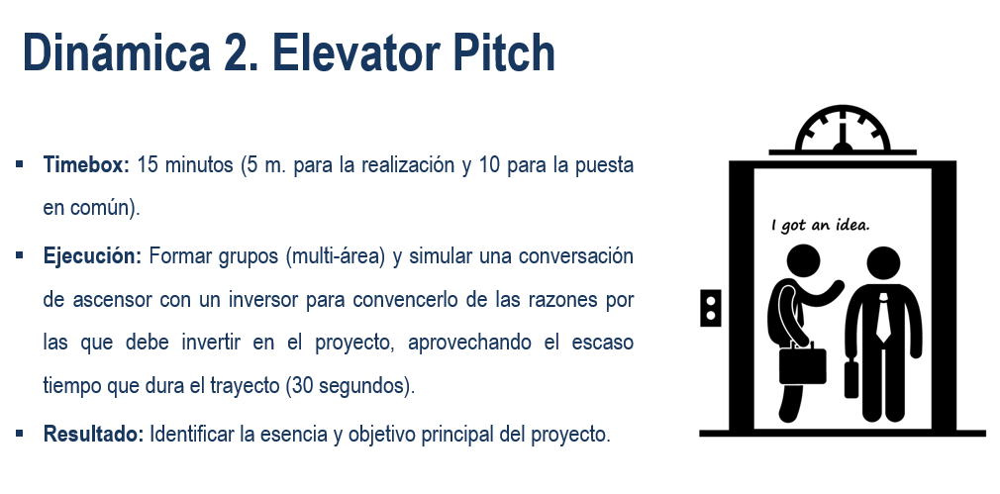 Dinámica 2. Elevator Pitch
▪ Timebox: 15 minutos (5 m. para la realización y 10 para la puesta
en común).
▪ Ejecución: Formar grupos (multi-área) y simular una conversación
de ascensor con un inversor para convencerlo de las razones por
las que debe invertir en el proyecto, aprovechando el escaso
tiempo que dura el trayecto (30 segundos).
▪ Resultado: Identificar la esencia y objetivo principal del proyecto.
I got an idea.